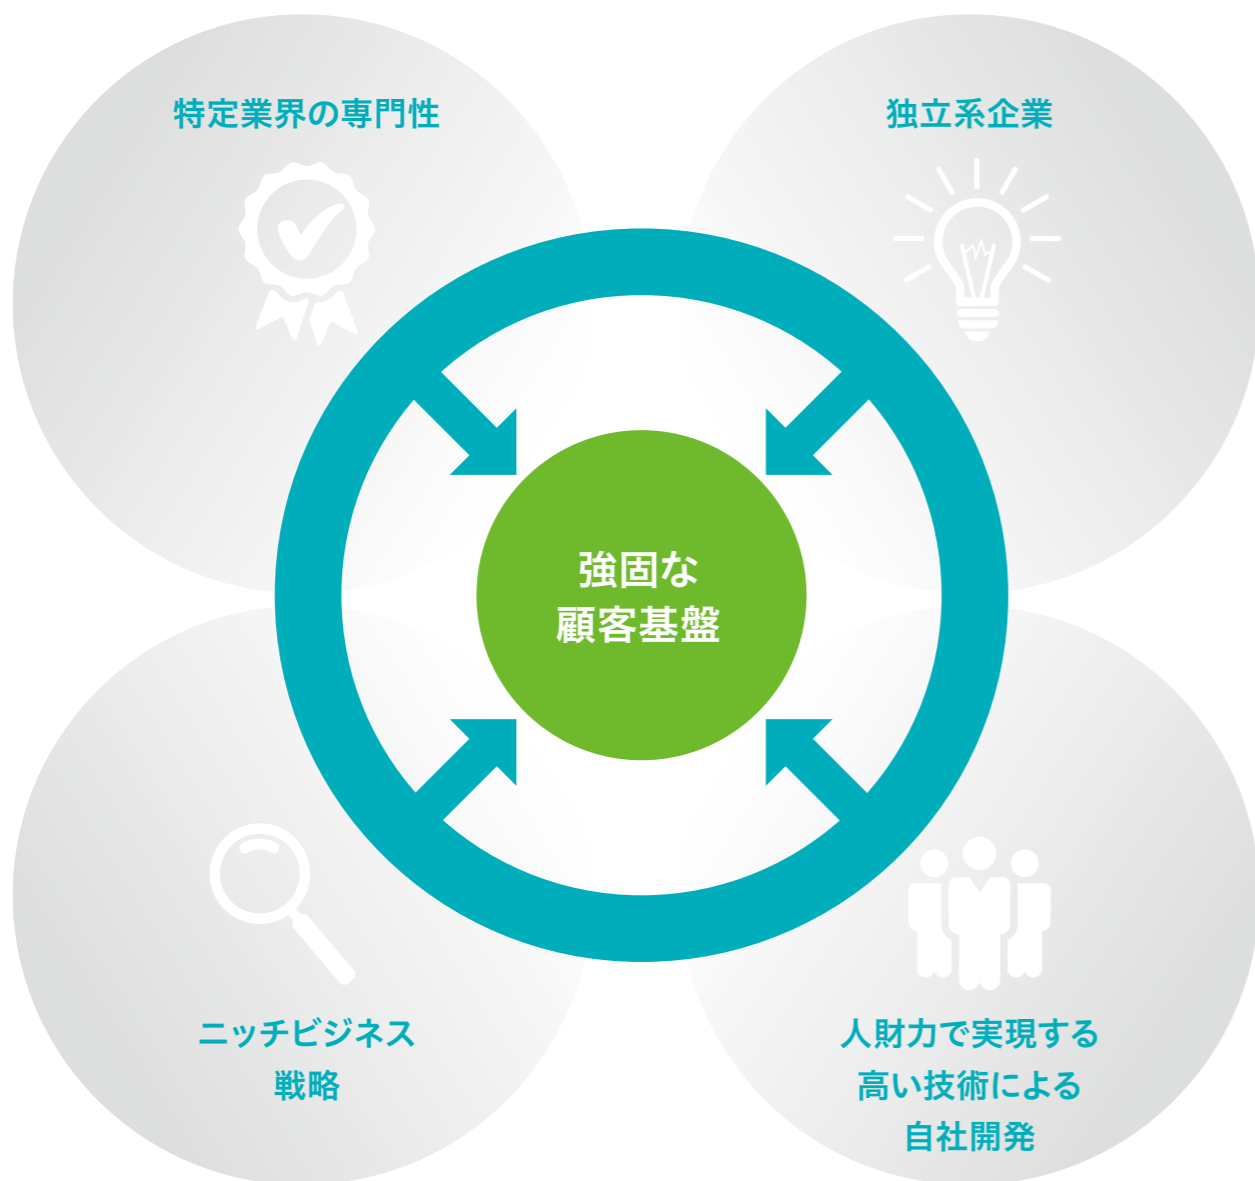 特定業界の専門性
独立系企業
強固な
顧客基盤
ニッチビジネス
戦略
人財力で実現する
高い技術による
自社開発